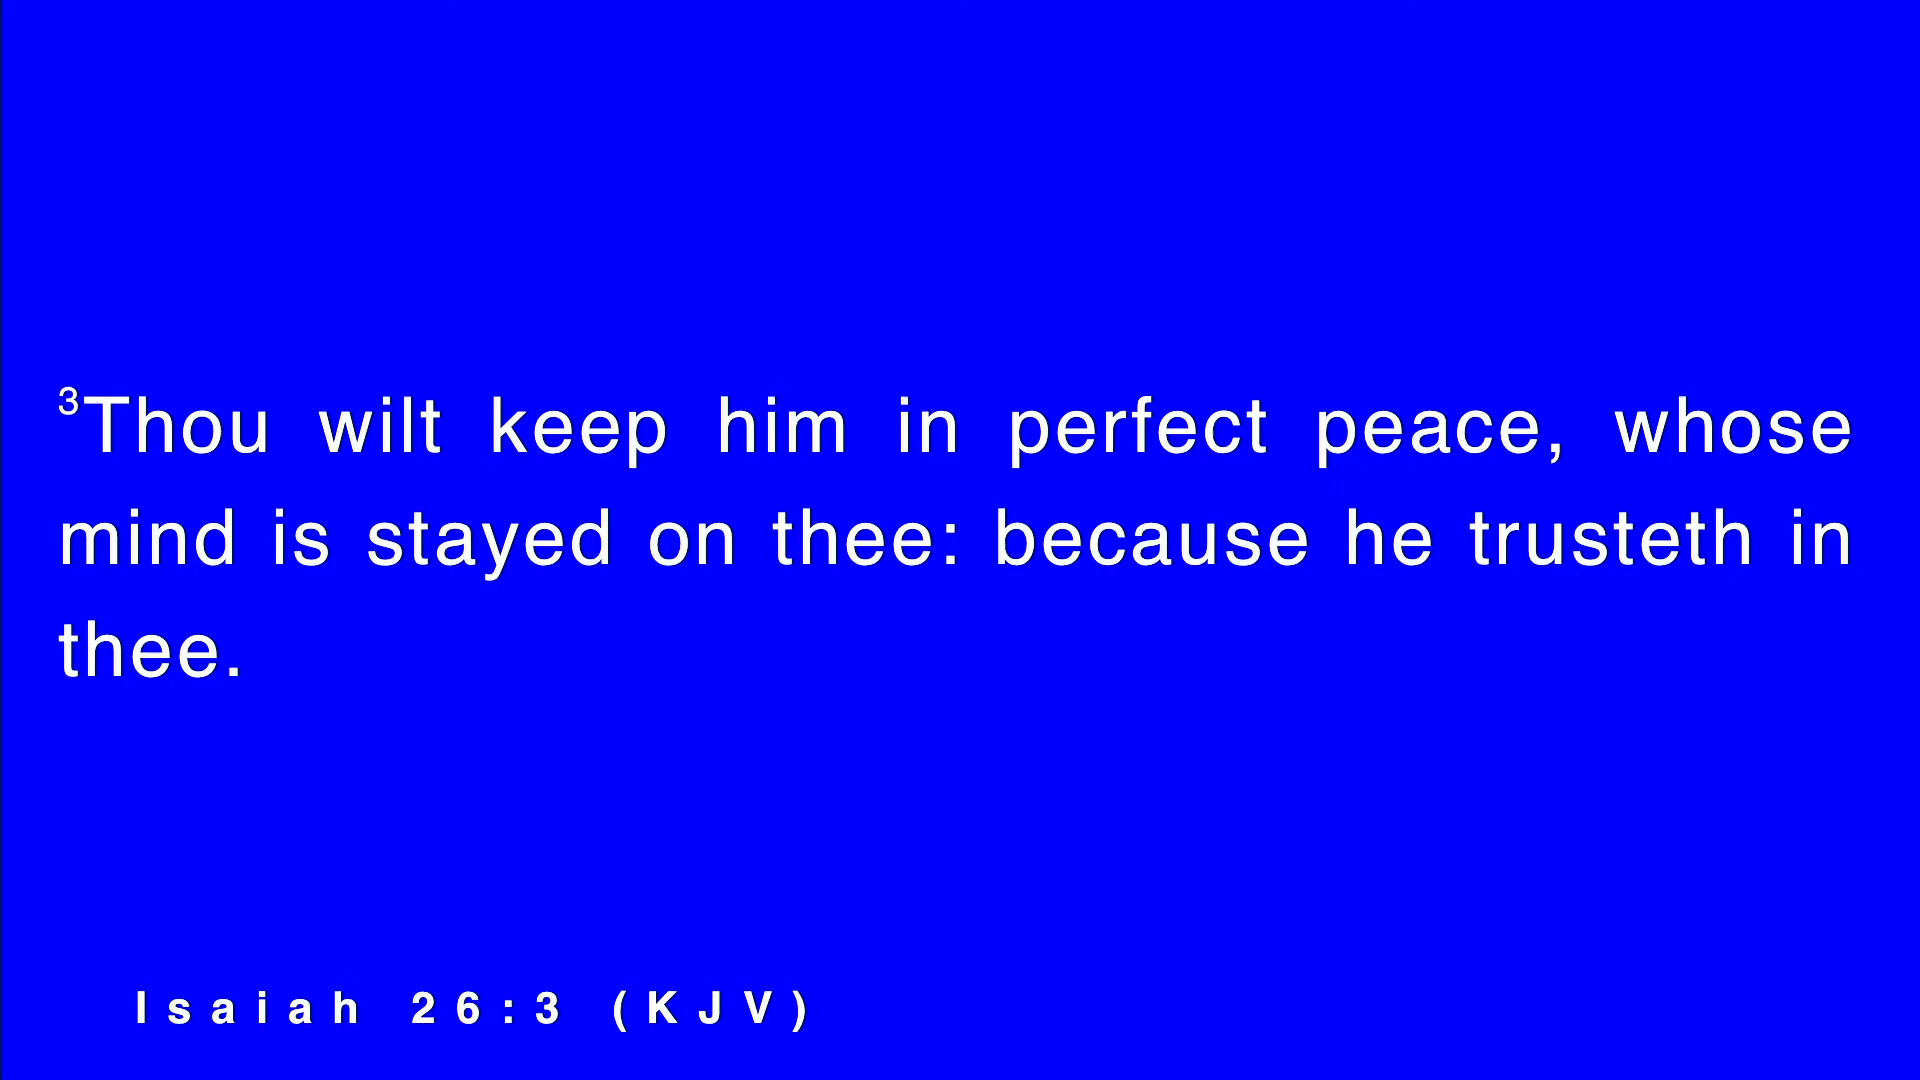 ³Thou wilt keep him in perfect peace, whose
mind is stayed on thee: because he trusteth in
thee.
Isaiah 26:3 (KJV)